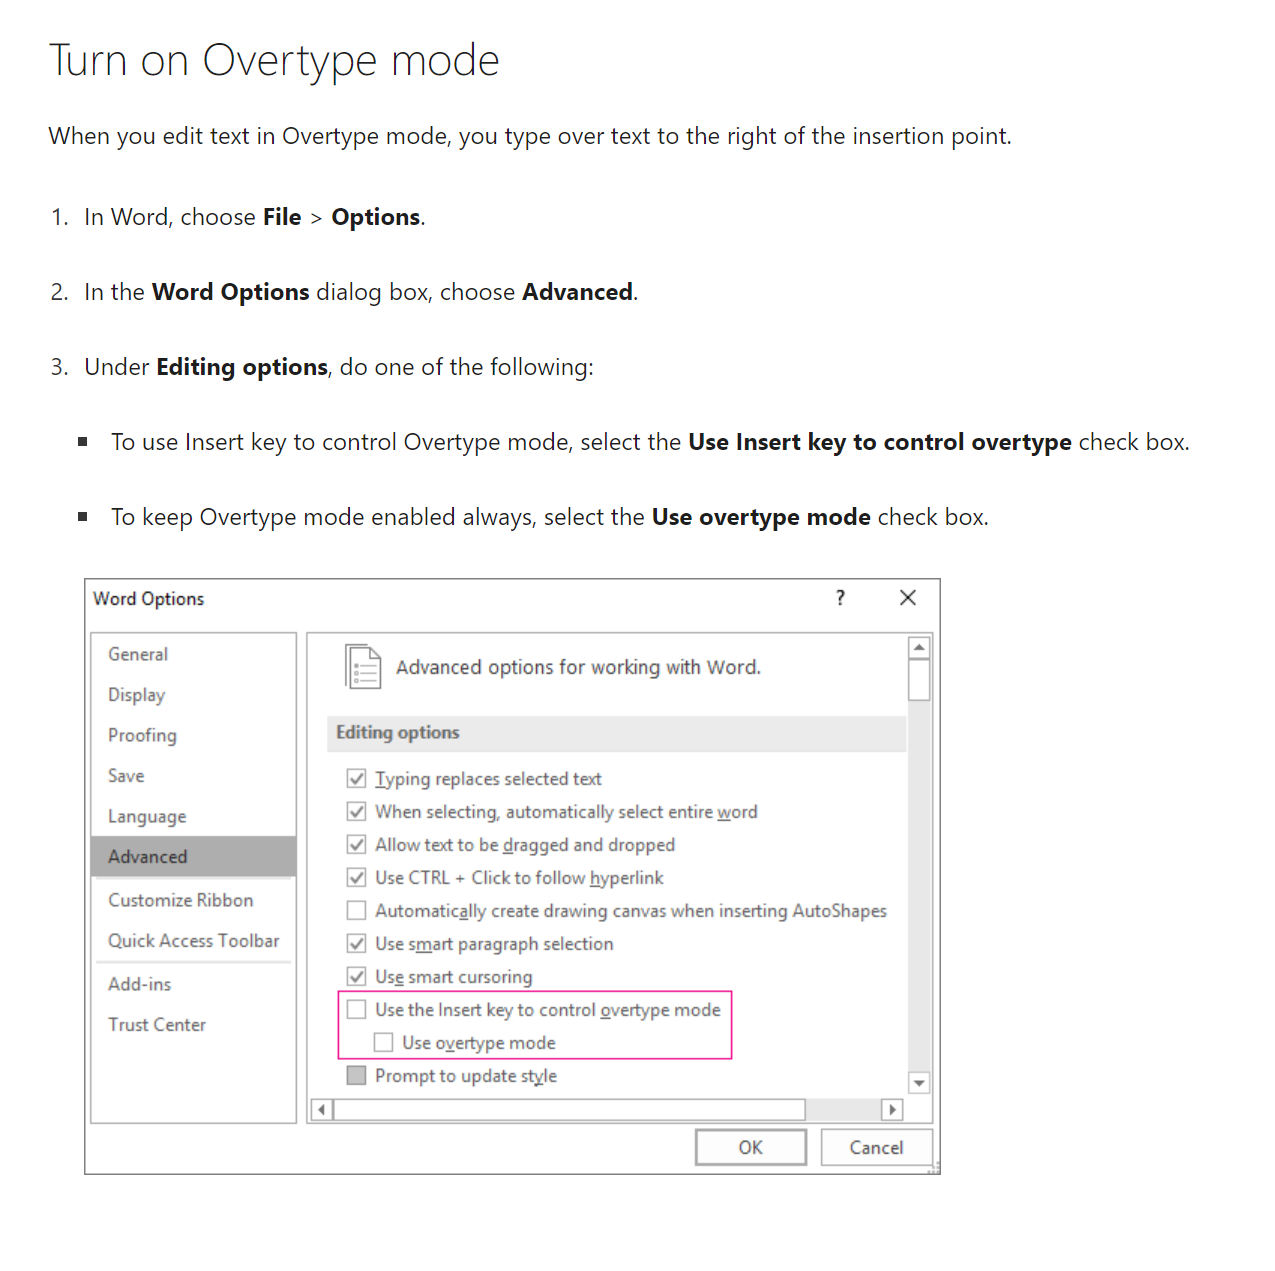 Turn on Overtype mode
When you edit text in Overtype mode, you type over text to the right of the insertion point.
1. In Word, choose File > Options.
2. In the Word Options dialog box, choose Advanced.
3. Under Editing options, do one of the following:
▪ To use Insert key to control Overtype mode, select the Use Insert key to control overtype check box.
▪ To keep Overtype mode enabled always, select the Use overtype mode check box.
Word Options ?
General
Display
Proofing
Save
Language
Advanced
Customize Ribbon
Quick Access Toolbar
Add-ins
Trust Center
Advanced options for working with Word.
Editing options
Typing replaces selected text
When selecting, automatically select entire word
Allow text to be dragged and dropped
Use CTRL + Click to follow hyperlink
Automatically create drawing canvas when inserting AutoShapes
Use smart paragraph selection
Use smart cursoring
Use the Insert key to control overtype mode
Use overtype mode
Prompt to update style
OK Cancel